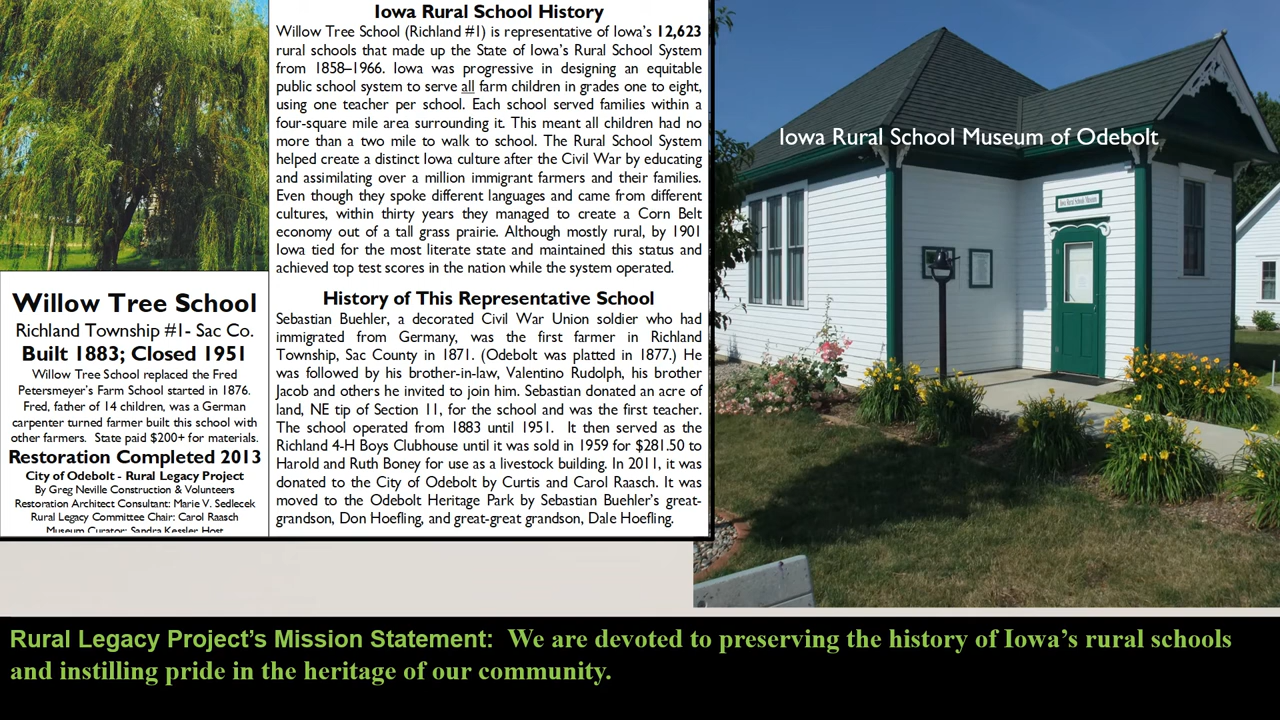 Willow Tree School
Richland Township #1- Sac Co.
Built 1883; Closed 1951
Willow Tree School replaced the Fred
Petersmeyer's Farm School started in 1876.
Fred, father of 14 children, was a German
carpenter turned farmer built this school with
other farmers. State paid $200+ for materials.
Restoration Completed 2013
City of Odebolt - Rural Legacy Project
By Greg Neville Construction & Volunteers
Restoration Architect Consultant: Marie V. Sedlecek
Rural Legacy Committee Chair: Carol Raasch
Museum Curator: Sandra Kessler Host
Iowa Rural School History
Willow Tree School (Richland #1) is representative of Iowa's 12,623
rural schools that made up the State of Iowa's Rural School System
from 1858–1966. Iowa was progressive in designing an equitable
public school system to serve all farm children in grades one to eight,
using one teacher per school. Each school served families within a
four-square mile area surrounding it. This meant all children had no
more than a two mile to walk to school. The Rural School System
helped create a distinct Iowa culture after the Civil War by educating
and assimilating over a million immigrant farmers and their families.
Even though they spoke different languages and came from different
cultures, within thirty years they managed to create a Corn Belt
economy out of a tall grass prairie. Although mostly rural, by 1901
Iowa tied for the most literate state and maintained this status and
achieved top test scores in the nation while the system operated.
History of This Representative School
Sebastian Buehler, a decorated Civil War Union soldier who had
immigrated from Germany, was the first farmer in Richland
Township, Sac County in 1871. (Odebolt was platted in 1877.) He
was followed by his brother-in-law, Valentino Rudolph, his brother
Jacob and others he invited to join him. Sebastian donated an acre of
land, NE tip of Section 11, for the school and was the first teacher.
The school operated from 1883 until 1951. It then served as the
Richland 4-H Boys Clubhouse until it was sold in 1959 for $281.50 to
Harold and Ruth Boney for use as a livestock building. In 2011, it was
donated to the City of Odebolt by Curtis and Carol Raasch. It was
moved to the Odebolt Heritage Park by Sebastian Buehler's great-
grandson, Don Hoefling, and great-great grandson, Dale Hoefling.
Iowa Rural School Museum of Odebolt
Iowa Rural School Museum
Rural Legacy Project's Mission Statement: We are devoted to preserving the history of Iowa's rural schools
and instilling pride in the heritage of our community.